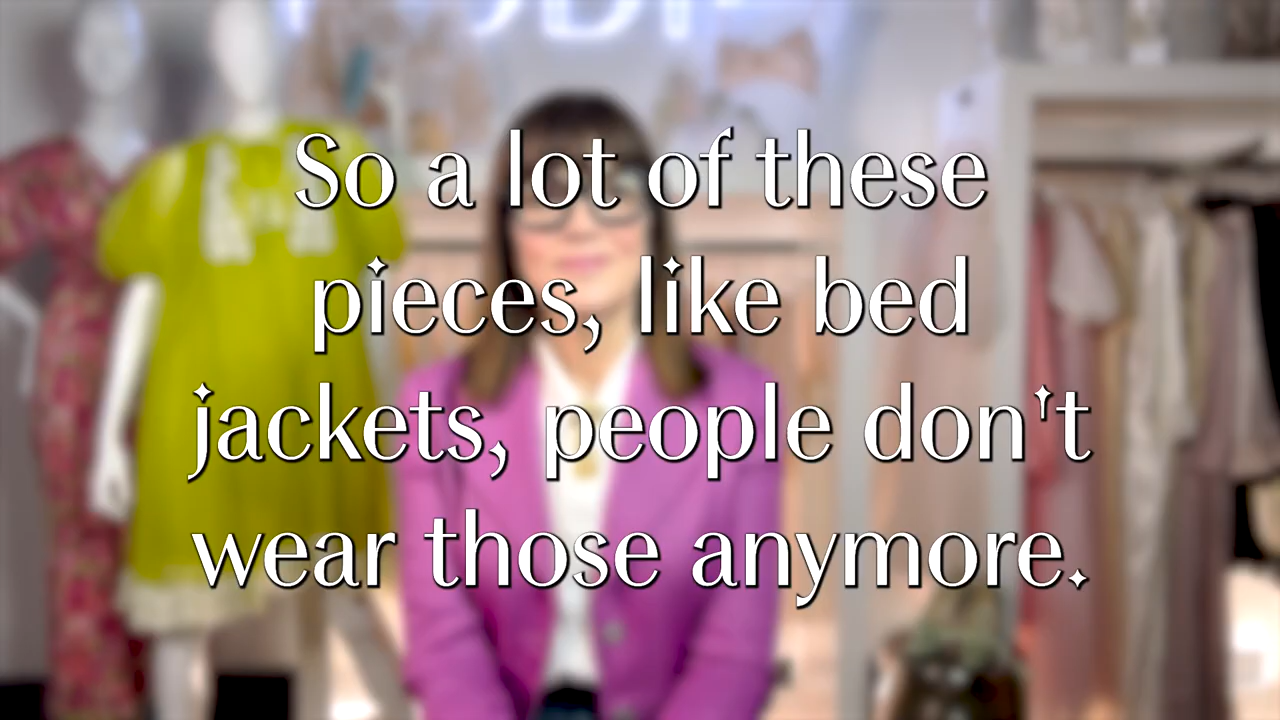 So a lot of these
pieces, like bed
jackets, people don't
wear those anymore.